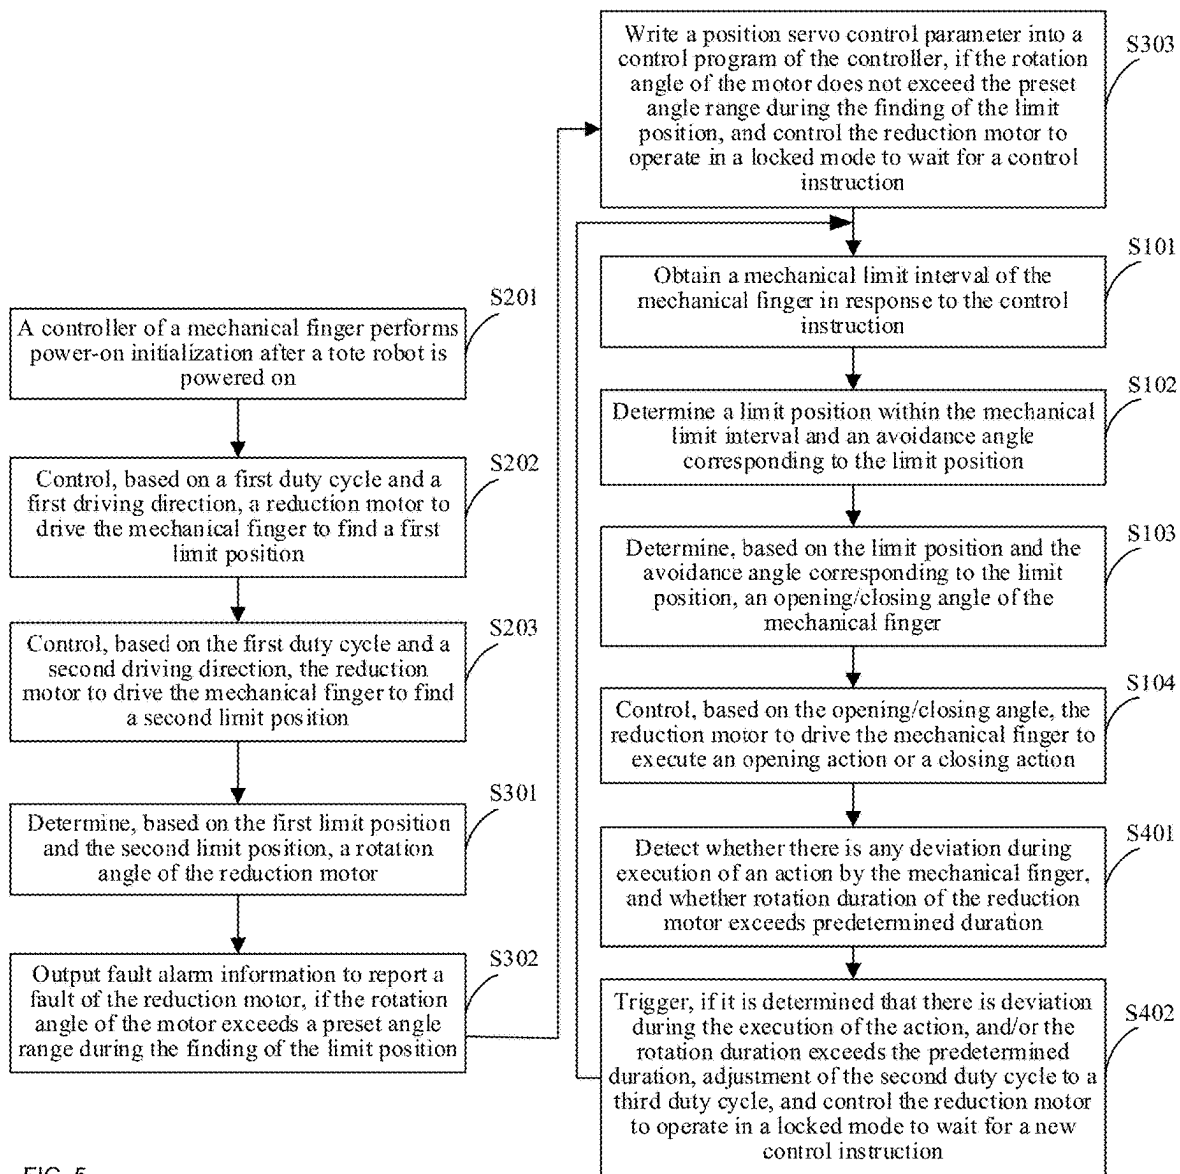 S201
A controller of a mechanical finger performs
power-on initialization after a tote robot is
powered on
S202
Control, based on a first duty cycle and a
first driving direction, a reduction motor to
drive the mechanical finger to find a first
limit position
S203
Control, based on the first duty cycle and a
second driving direction, the reduction
motor to drive the mechanical finger to find
a second limit position
S301
Determine, based on the first limit position
and the second limit position, a rotation
angle of the reduction motor
S302
Output fault alarm information to report a
fault of the reduction motor, if the rotation
angle of the motor exceeds a preset angle
range during the finding of the limit position
S303
Write a position servo control parameter into a
control program of the controller, if the rotation
angle of the motor does not exceed the preset
angle range during the finding of the limit
position, and control the reduction motor to
operate in a locked mode to wait for a control
instruction
S101
Obtain a mechanical limit interval of the
mechanical finger in response to the control
instruction
S102
Determine a limit position within the mechanical
limit interval and an avoidance angle
corresponding to the limit position
S103
Determine, based on the limit position and the
avoidance angle corresponding to the limit
position, an opening/closing angle of the
mechanical finger
S104
Control, based on the opening/closing angle, the
reduction motor to drive the mechanical finger to
execute an opening action or a closing action
S401
Detect whether there is any deviation during
execution of an action by the mechanical finger,
and whether rotation duration of the reduction
motor exceeds predetermined duration
S402
Trigger, if it is determined that there is deviation
during the execution of the action, and/or the
rotation duration exceeds the predetermined
duration, adjustment of the second duty cycle to a
third duty cycle, and control the reduction motor
to operate in a locked mode to wait for a new
control instruction
FIG. 5